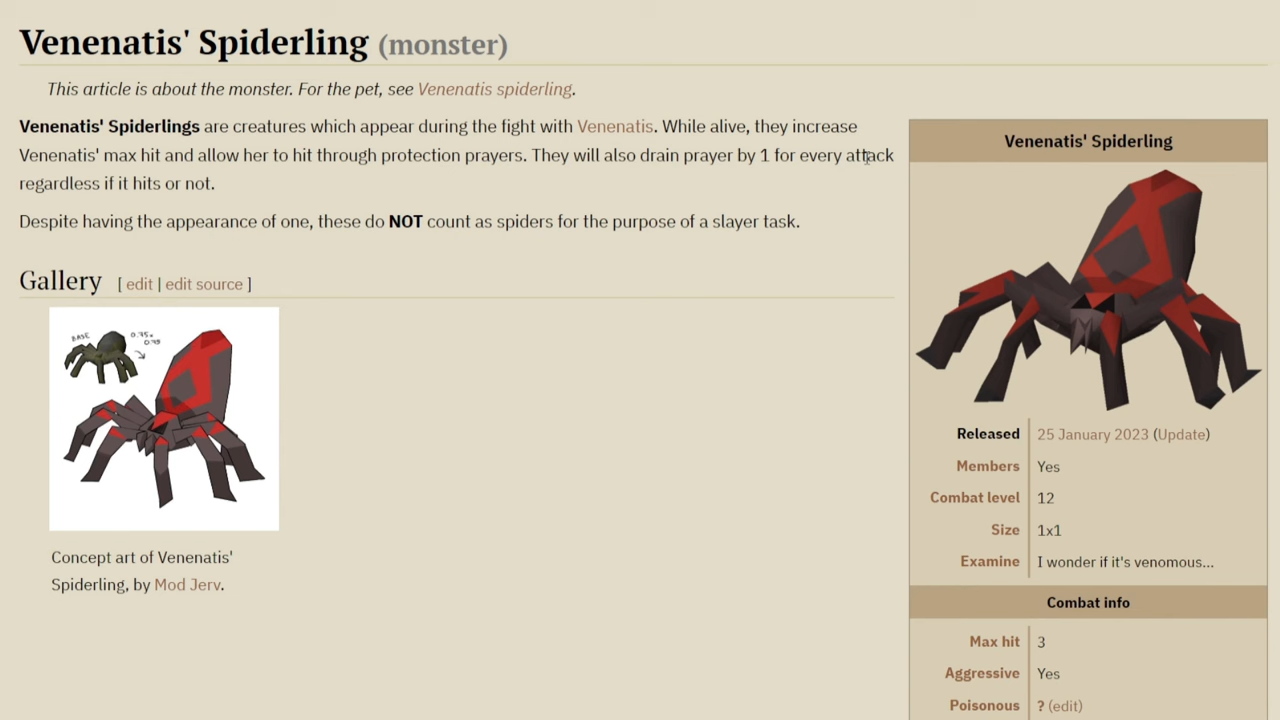 Venenatis' Spiderling (monster)
This article is about the monster. For the pet, see Venenatis spiderling.
Venenatis' Spiderlings are creatures which appear during the fight with Venenatis. While alive, they increase
Venenatis' max hit and allow her to hit through protection prayers. They will also drain prayer by 1 for every attack
regardless if it hits or not.
Despite having the appearance of one, these do NOT count as spiders for the purpose of a slayer task.
Gallery [ edit | edit source ]
BASE
0.75x
0.75
Concept art of Venenatis'
Spiderling, by Mod Jerv.
Venenatis' Spiderling
Released 25 January 2023 (Update)
Members Yes
Combat level 12
Size 1x1
Examine I wonder if it's venomous...
Combat info
Max hit 3
Aggressive Yes
Poisonous ? (edit)